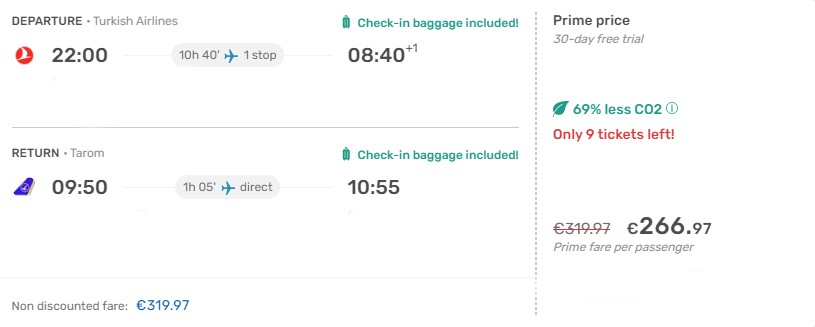 DEPARTURE • Turkish Airlines
Check-in baggage included!
22:00
10h 40' 1 stop
08:40+1
RETURN • Tarom
Check-in baggage included!
09:50
1h 05' direct
10:55
Non discounted fare: €319.97
Prime price
30-day free trial
69% less CO2
Only 9 tickets left!
€319.97 €266.97
Prime fare per passenger